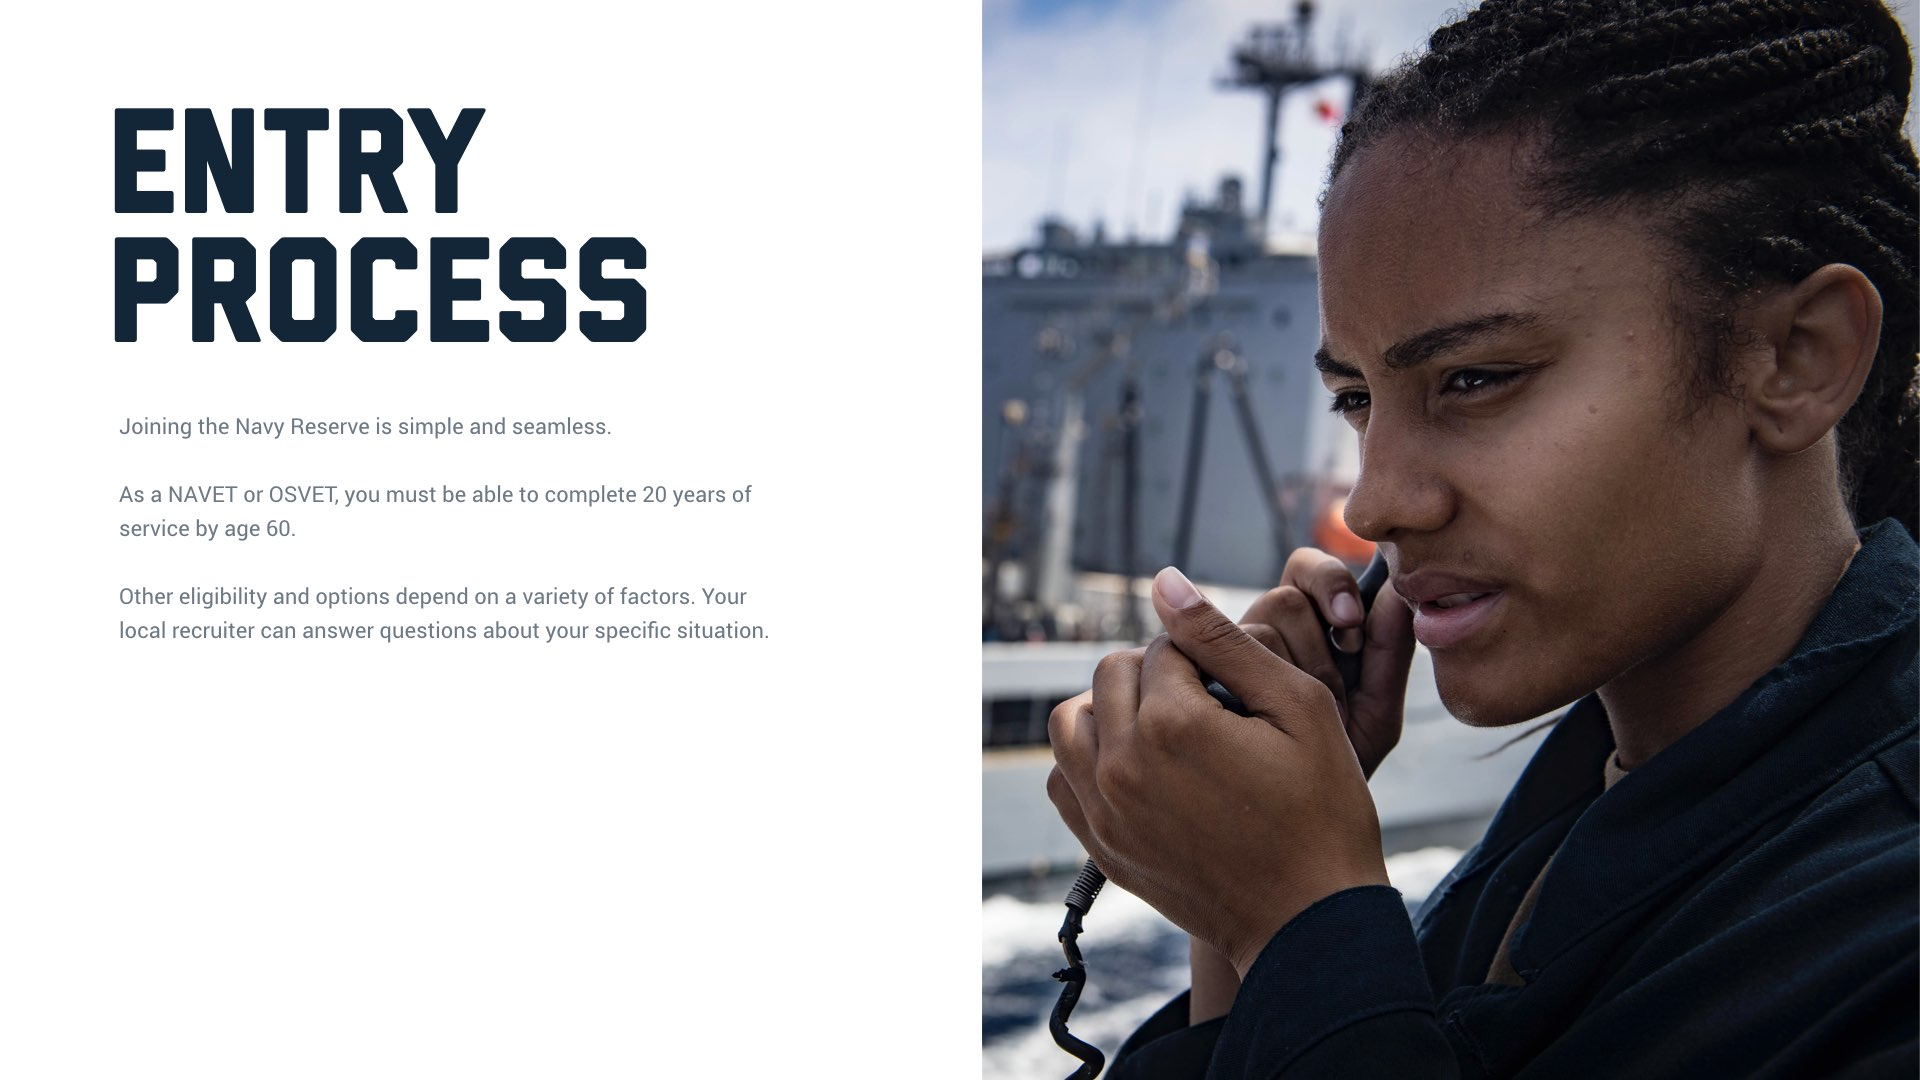 ENTRY
PROCESS
Joining the Navy Reserve is simple and seamless.
As a NAVET or OSVET, you must be able to complete 20 years of
service by age 60.
Other eligibility and options depend on a variety of factors. Your
local recruiter can answer questions about your specific situation.